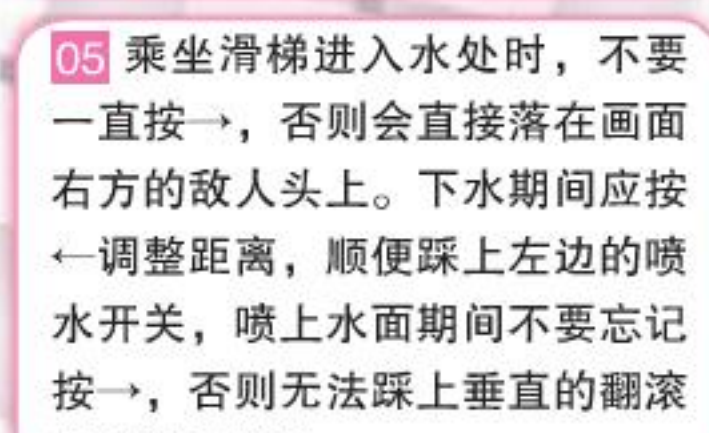 05 乘坐滑梯进入水处时，不要
一直按→，否则会直接落在画面
右方的敌人头上。下水期间应按
←调整距离，顺便踩上左边的喷
水开关，喷上水面期间不要忘记
按→，否则无法踩上垂直的翻滚